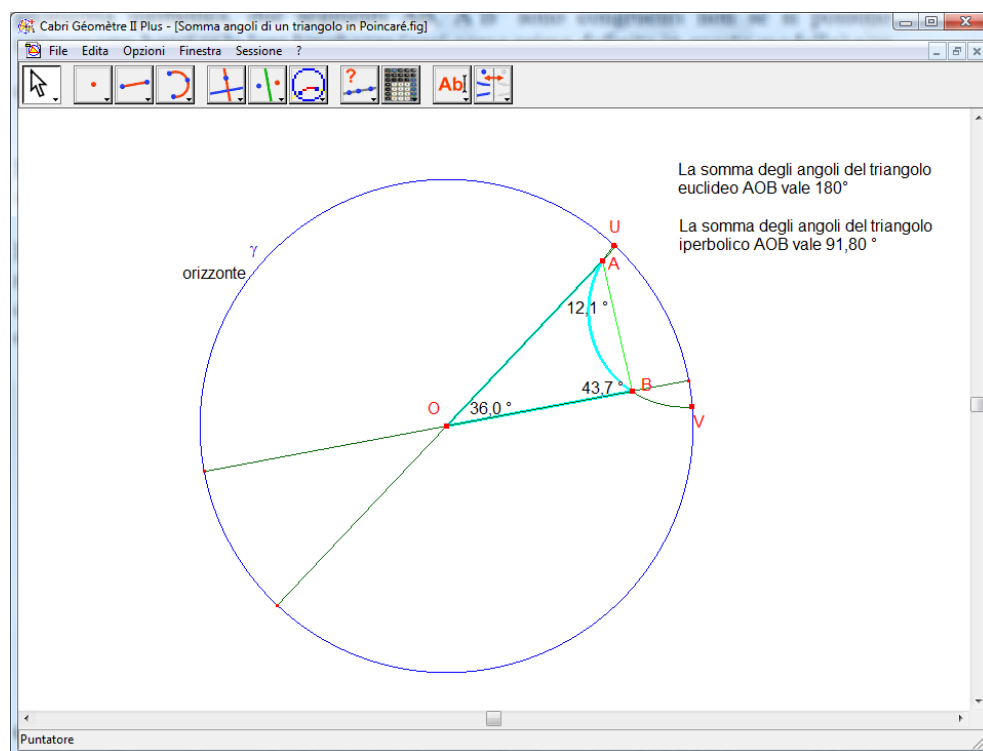 Cabri Géomètre II Plus - [Somma angoli di un triangolo in Poincaré.fig]
File Edita Opzioni Finestra Sessione ?
? Ab
La somma degli angoli del triangolo
euclideo AOB vale 180°
La somma degli angoli del triangolo
iperbolico AOB vale 91,80 °
U
γ
orizzonte
A
12,1 °
43,7 °
B
O
36,0 °
V
Puntatore